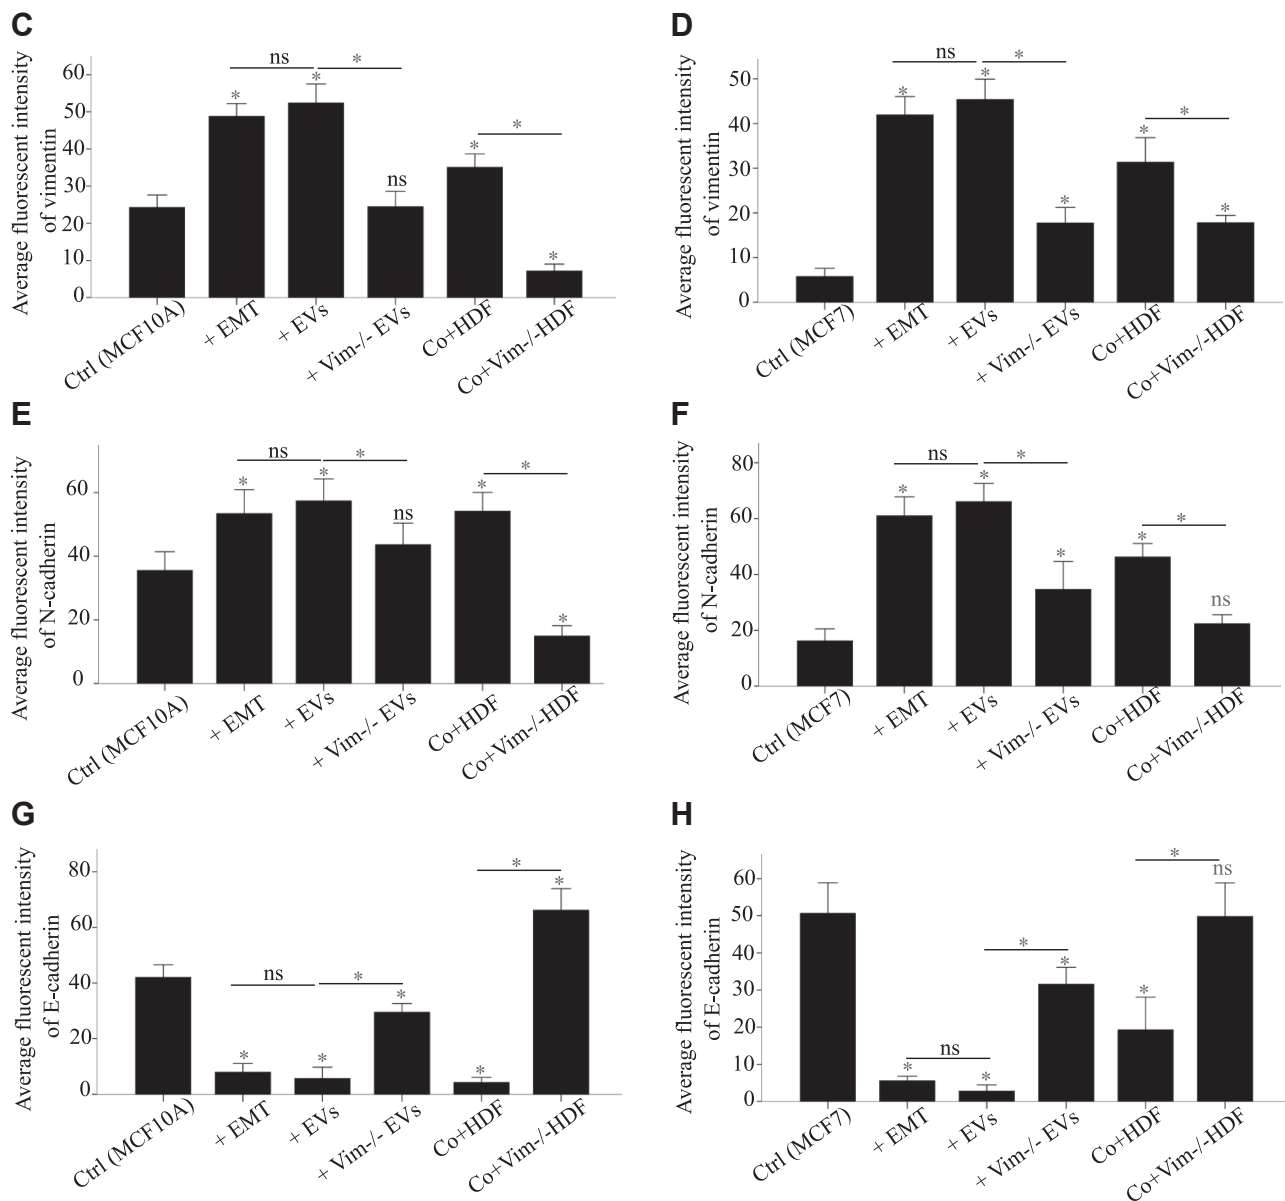 C
Average fluorescent intensity
of vimentin
60
50
40
30
20
10
0
ns
*
*
*
ns
*
*
*
Ctrl (MCF10A)
+ EMT
+ EVs
+ Vim-/- EVs
Co+HDF
Co+Vim-/-HDF
D
Average fluorescent intensity
of vimentin
50
40
30
20
10
0
ns
*
*
*
*
*
*
*
Ctrl (MCF7)
+ EMT
+ EVs
+ Vim-/- EVs
Co+HDF
Co+Vim-/-HDF
E
Average fluorescent intensity
of N-cadherin
60
40
20
0
ns
*
*
*
ns
*
*
*
Ctrl (MCF10A)
+ EMT
+ EVs
+ Vim-/- EVs
Co+HDF
Co+Vim-/-HDF
F
Average fluorescent intensity
of N-cadherin
80
60
40
20
0
ns
*
*
*
*
*
*
ns
Ctrl (MCF7)
+ EMT
+ EVs
+ Vim-/- EVs
Co+HDF
Co+Vim-/-HDF
G
Average fluorescent intensity
of E-cadherin
80
60
40
20
0
ns
*
*
*
*
*
*
*
Ctrl (MCF10A)
+ EMT
+ EVs
+ Vim-/- EVs
Co+HDF
Co+Vim-/-HDF
H
Average fluorescent intensity
of E-cadherin
60
50
40
30
20
10
0
ns
*
*
*
*
*
*
ns
Ctrl (MCF7)
+ EMT
+ EVs
+ Vim-/- EVs
Co+HDF
Co+Vim-/-HDF